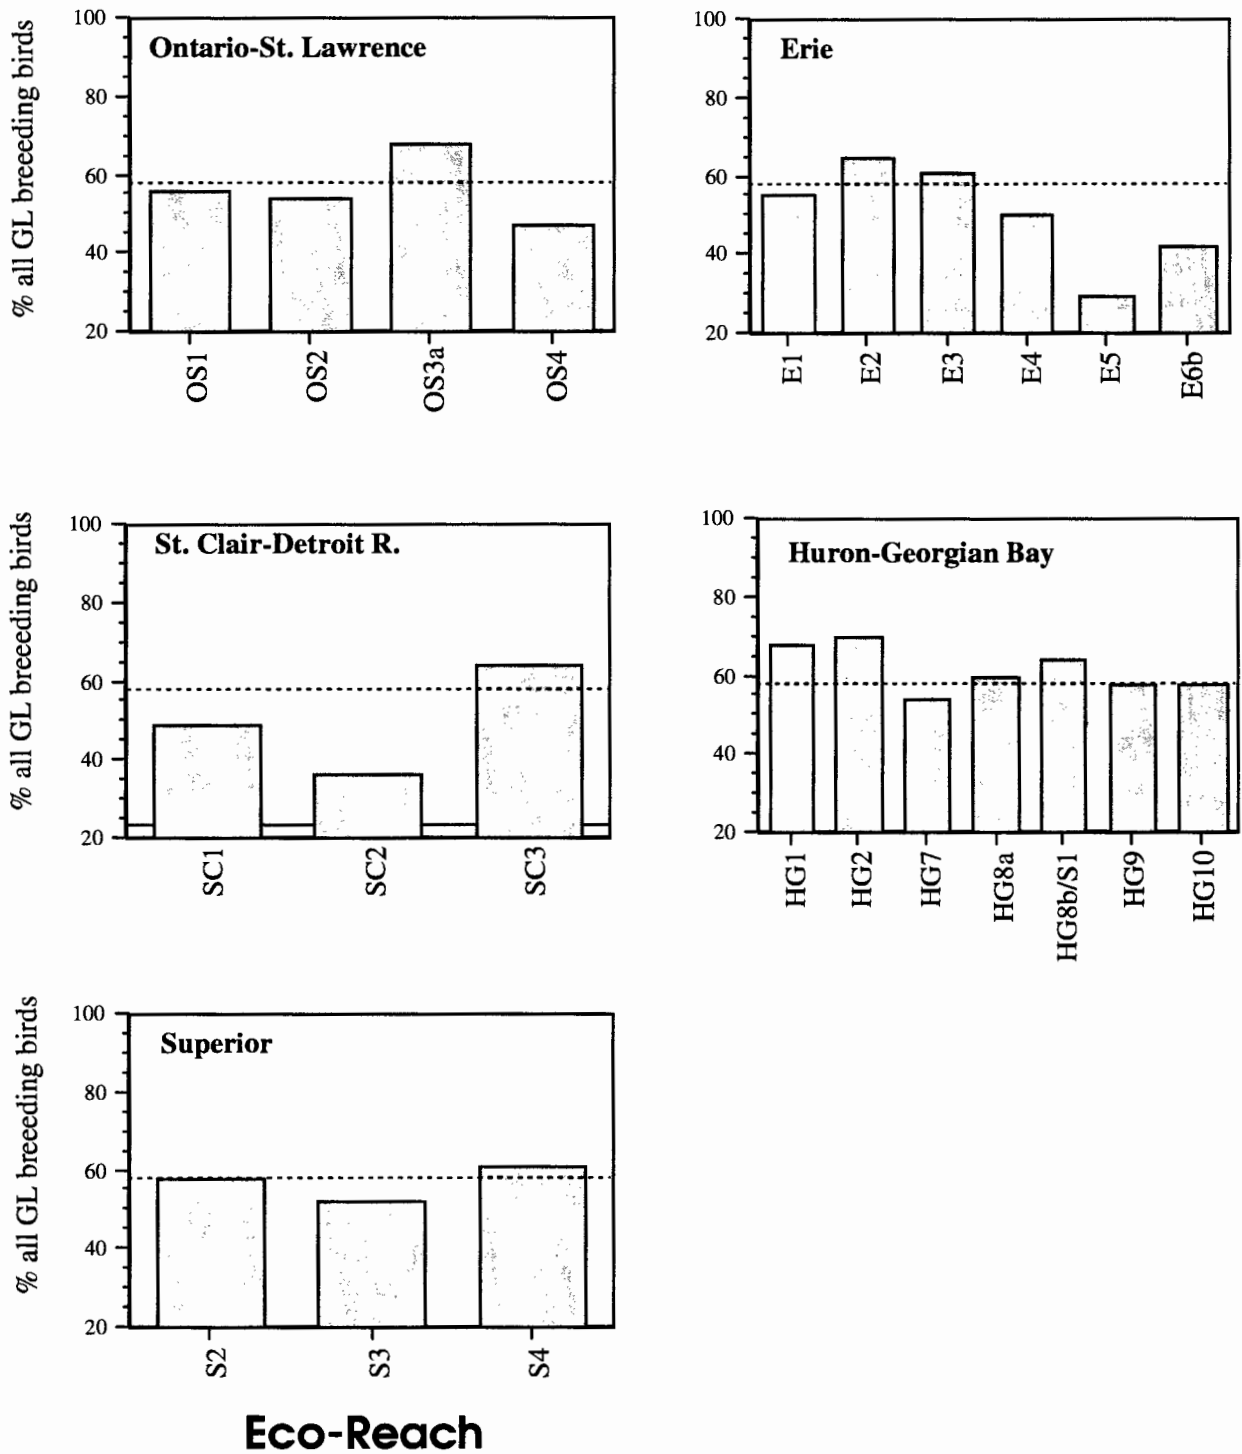 % all GL breeeding birds
100
80
60
40
20
Ontario-St. Lawrence
OS1
OS2
OS3a
OS4
100
80
60
40
20
Erie
E1
E2
E3
E4
E5
E6b
% all GL breeeding birds
100
80
60
40
20
St. Clair-Detroit R.
SC1
SC2
SC3
100
80
60
40
20
Huron-Georgian Bay
HG1
HG2
HG7
HG8a
HG8b/S1
HG9
HG10
% all GL breeeding birds
100
80
60
40
20
Superior
S2
S3
S4
Eco-Reach